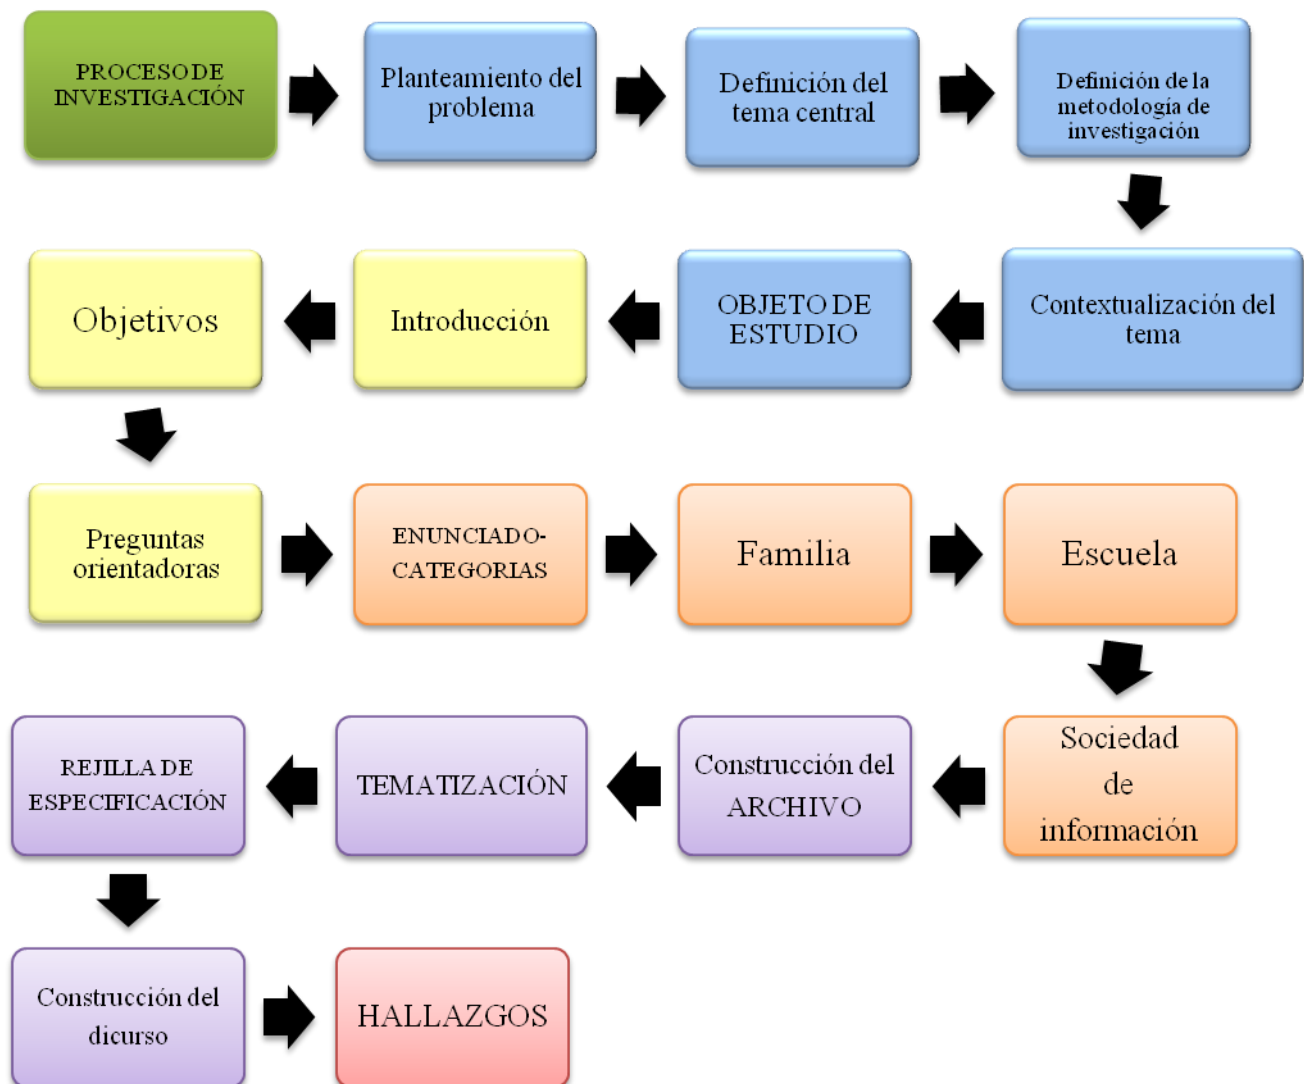 PROCESO DE
INVESTIGACIÓN
Planteamiento del
problema
Definición del
tema central
Definición de la
metodología de
investigación
Contextualización del
tema
OBJETO DE
ESTUDIO
Introducción
Objetivos
Preguntas
orientadoras
ENUNCIADO-
CATEGORIAS
Familia
Escuela
Sociedad
de
información
Construcción del
ARCHIVO
TEMATIZACIÓN
REJILLA DE
ESPECIFICACIÓN
Construcción del
dicurso
HALLAZGOS